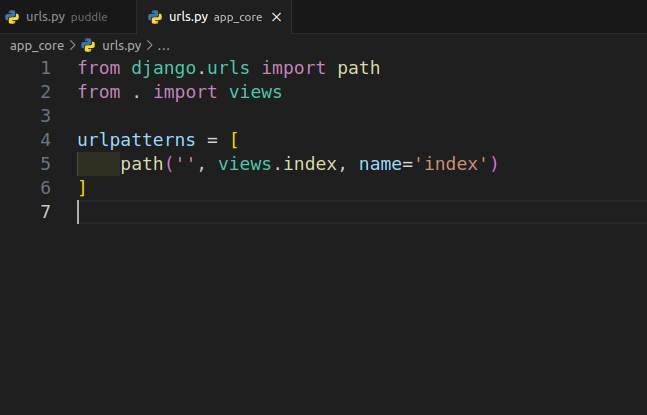 urls.py puddle
urls.py app_core
app_core > urls.py > ...
1 from django.urls import path
2 from . import views
3
4 urlpatterns = [
5     path('', views.index, name='index')
6 ]
7